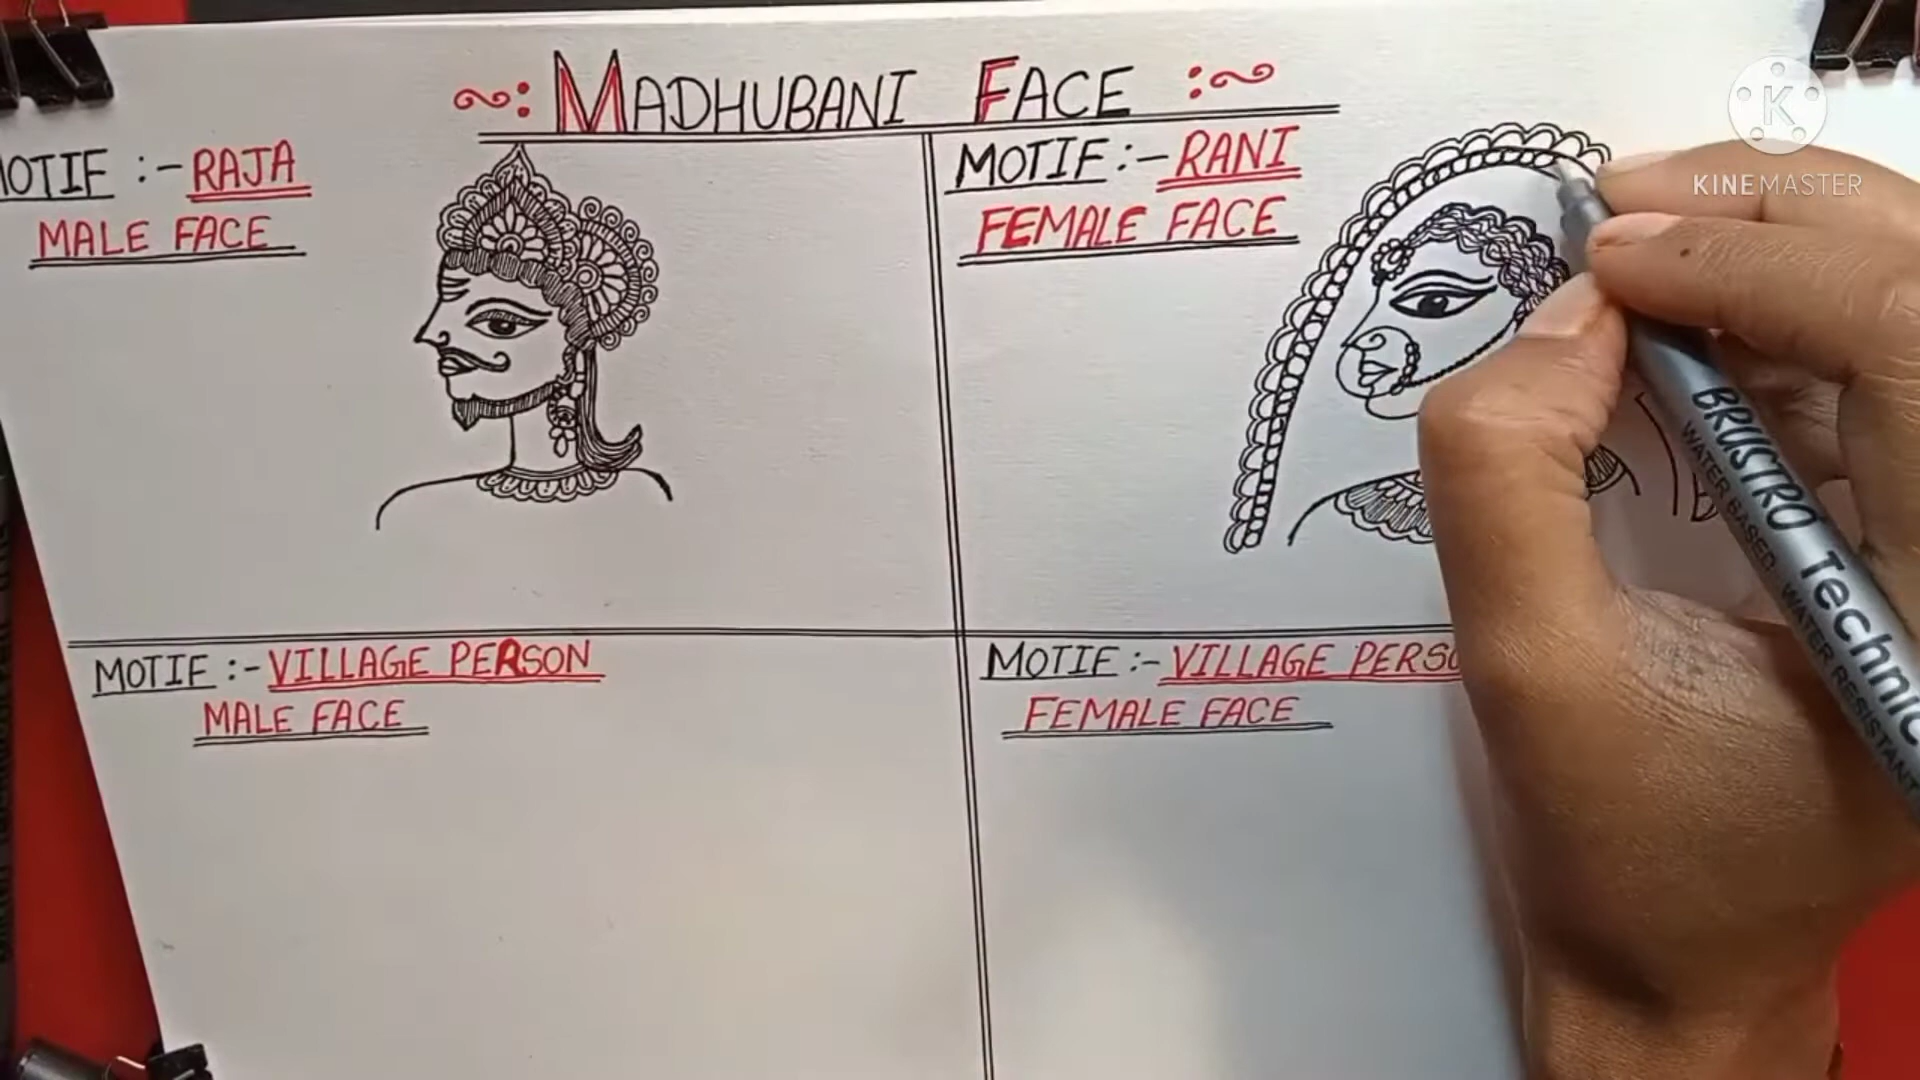 ~: MADHUBANI FACE :~
MOTIF :- RAJA
MALE FACE
MOTIF :- RANI
FEMALE FACE
MOTIF :- VILLAGE PERSON
MALE FACE
MOTIF :- VILLAGE PERSO
FEMALE FACE
K
KINEMASTER
BRUSTRO Technic
WATER BASED. WATER RESISTANT